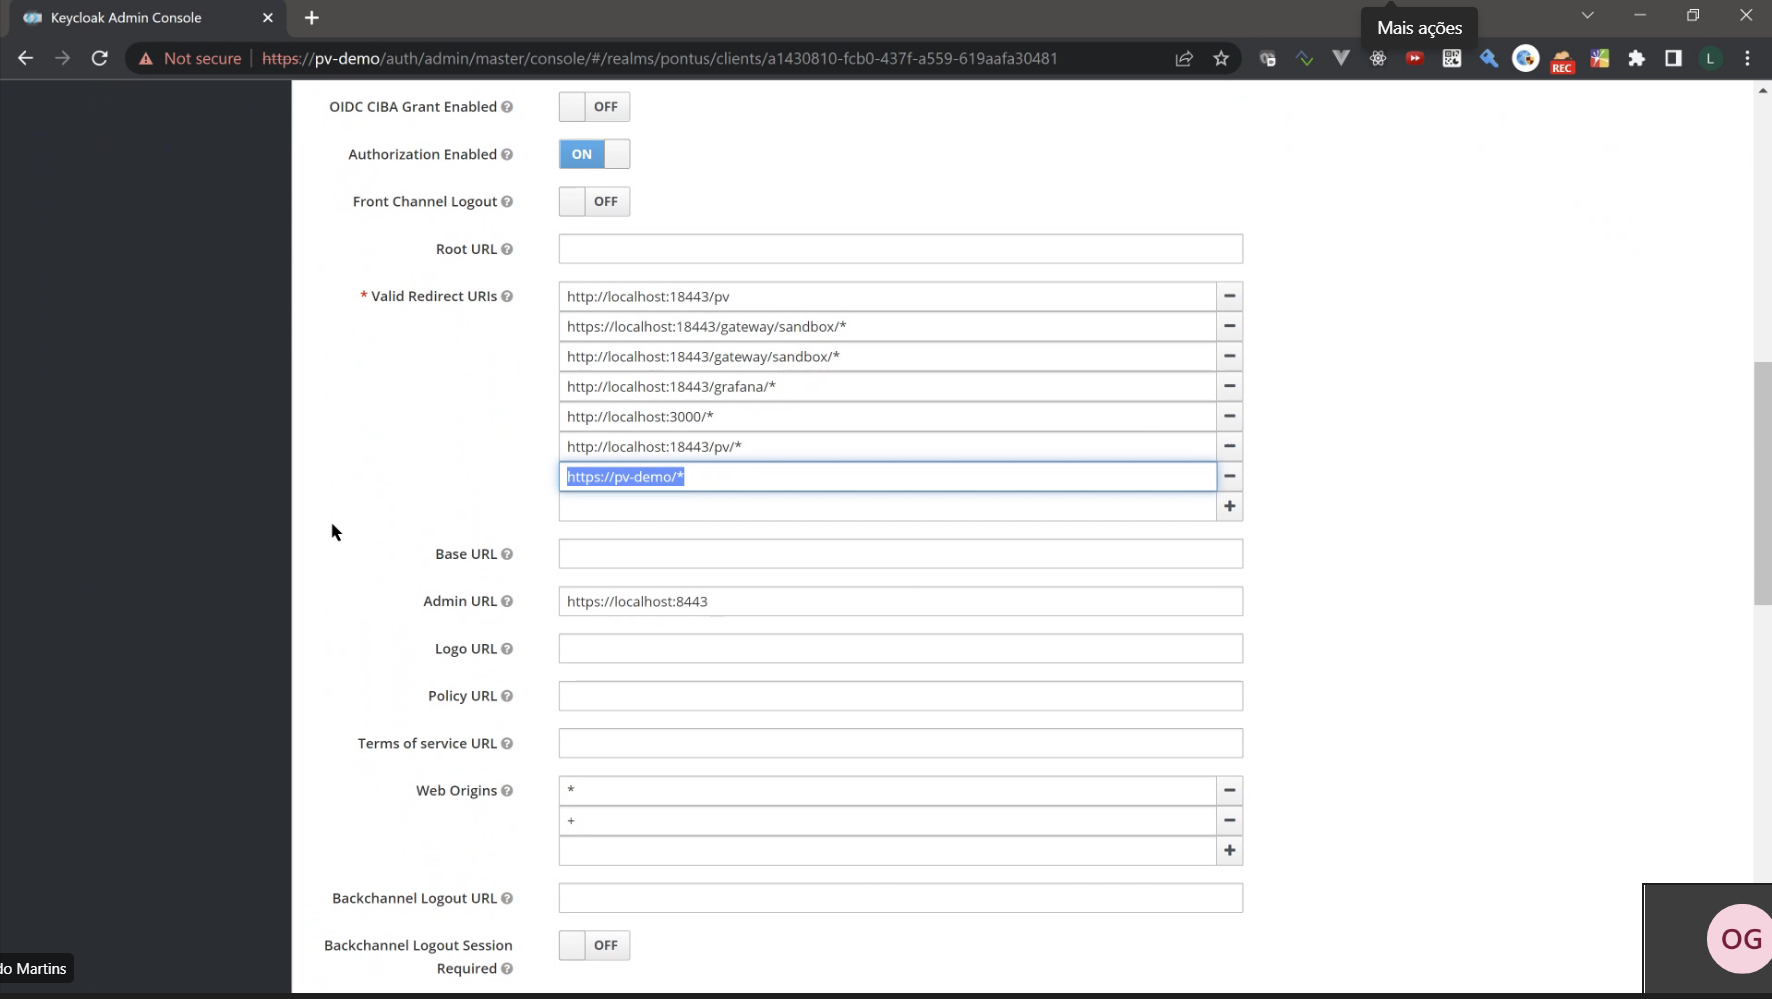 Keycloak Admin Console
Mais ações
Not secure
https://pv-demo/auth/admin/master/console/#/realms/pontus/clients/a1430810-fcb0-437f-a559-619aafa30481
REC
L
OIDC CIBA Grant Enabled
OFF
Authorization Enabled
ON
Front Channel Logout
OFF
Root URL
* Valid Redirect URIs
http://localhost:18443/pv
https://localhost:18443/gateway/sandbox/*
http://localhost:18443/gateway/sandbox/*
http://localhost:18443/grafana/*
http://localhost:3000/*
http://localhost:18443/pv/*
https://pv-demo/*
Base URL
Admin URL
https://localhost:8443
Logo URL
Policy URL
Terms of service URL
Web Origins
*
+
Backchannel Logout URL
Backchannel Logout Session
Required
OFF
do Martins
OG